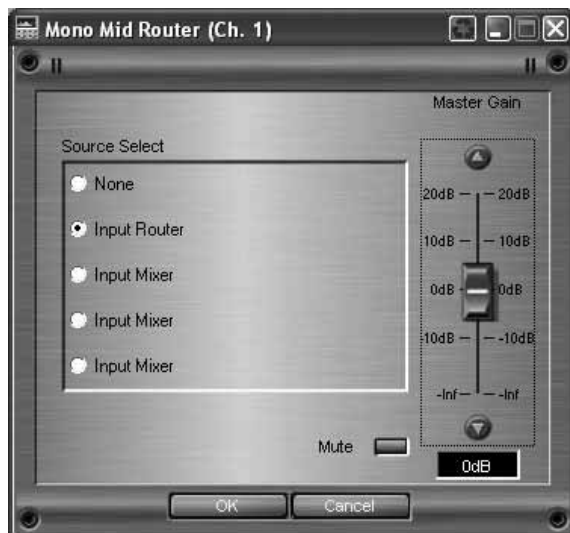 Mono Mid Router (Ch. 1)
Master Gain
Source Select
None
Input Router
Input Mixer
Input Mixer
Input Mixer
20dB 20dB
10dB 10dB
0dB 0dB
-10dB -10dB
-Inf -Inf
Mute
0dB
OK Cancel